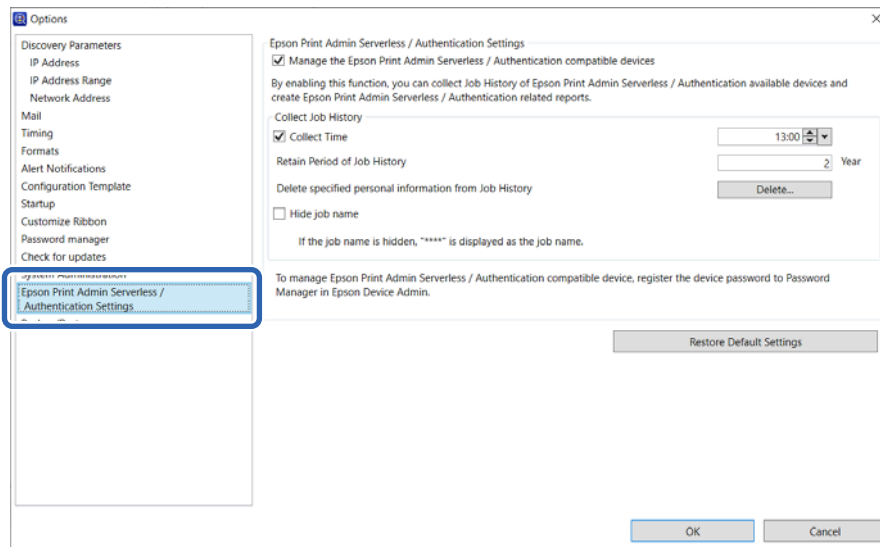 Options
Discovery Parameters
IP Address
IP Address Range
Network Address
Mail
Timing
Formats
Alert Notifications
Configuration Template
Startup
Customize Ribbon
Password manager
Check for updates
System Administration
Epson Print Admin Serverless /
Authentication Settings
Epson Print Admin Serverless / Authentication Settings
Manage the Epson Print Admin Serverless / Authentication compatible devices
By enabling this function, you can collect Job History of Epson Print Admin Serverless / Authentication available devices and
create Epson Print Admin Serverless / Authentication related reports.
Collect Job History
Collect Time 13:00
Retain Period of Job History 2 Year
Delete specified personal information from Job History Delete...
Hide job name
If the job name is hidden, "****" is displayed as the job name.
To manage Epson Print Admin Serverless / Authentication compatible device, register the device password to Password
Manager in Epson Device Admin.
Restore Default Settings
OK Cancel